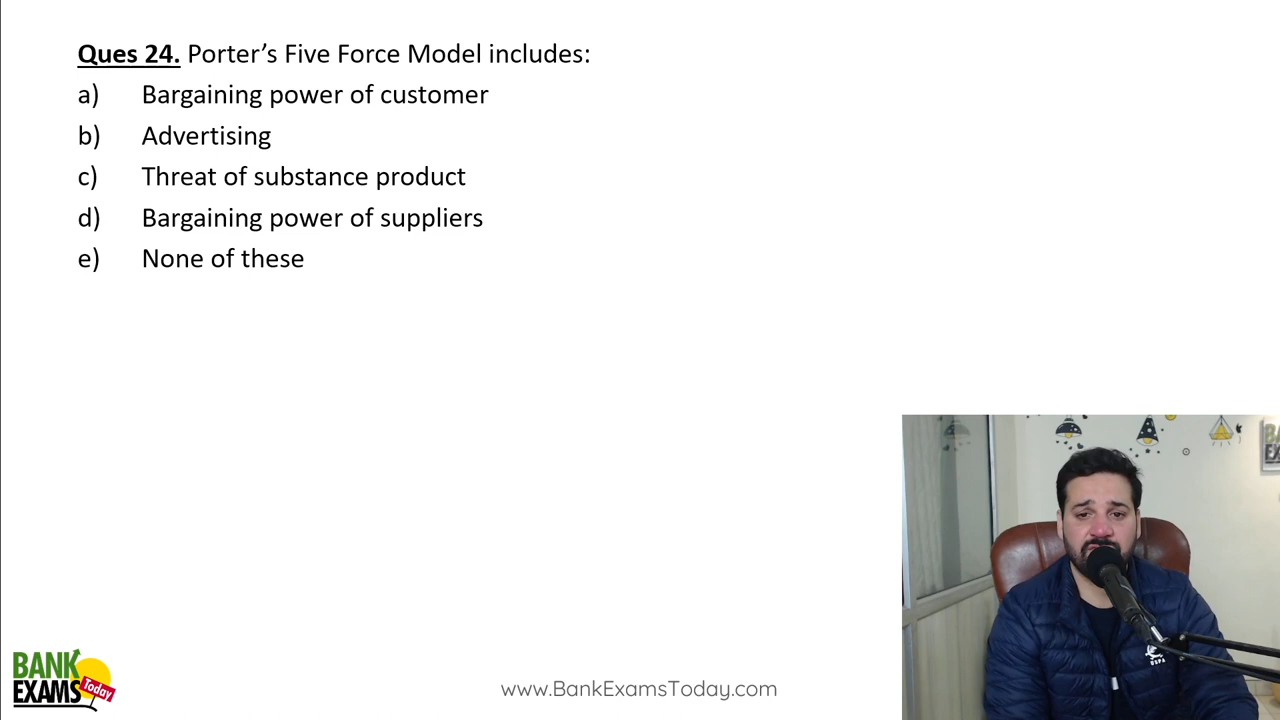 Ques 24. Porter’s Five Force Model includes:
a) Bargaining power of customer
b) Advertising
c) Threat of substance product
d) Bargaining power of suppliers
e) None of these
USPA
BANK
EXAMS
Today
www.BankExamsToday.com